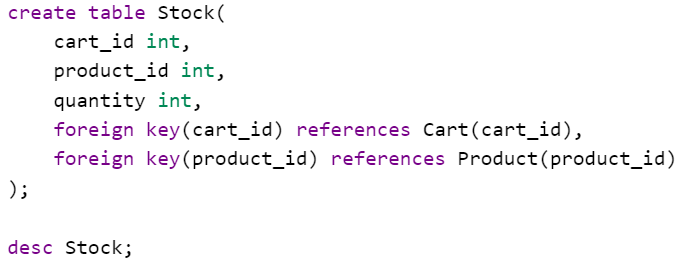 create table Stock(
    cart_id int,
    product_id int,
    quantity int,
    foreign key(cart_id) references Cart(cart_id),
    foreign key(product_id) references Product(product_id)
);

desc Stock;